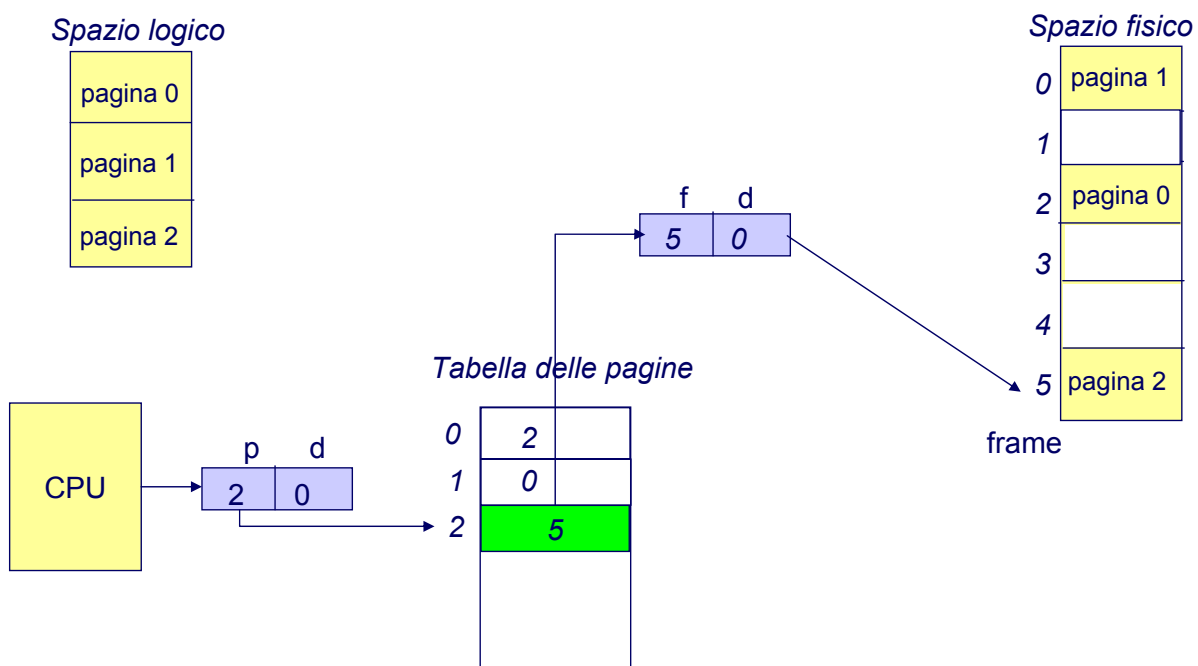 Spazio logico
pagina 0
pagina 1
pagina 2
Spazio fisico
0 pagina 1
1
2 pagina 0
3
4
5 pagina 2
frame
f d
5 0
Tabella delle pagine
0 2
1 0
2 5
CPU
p d
2 0